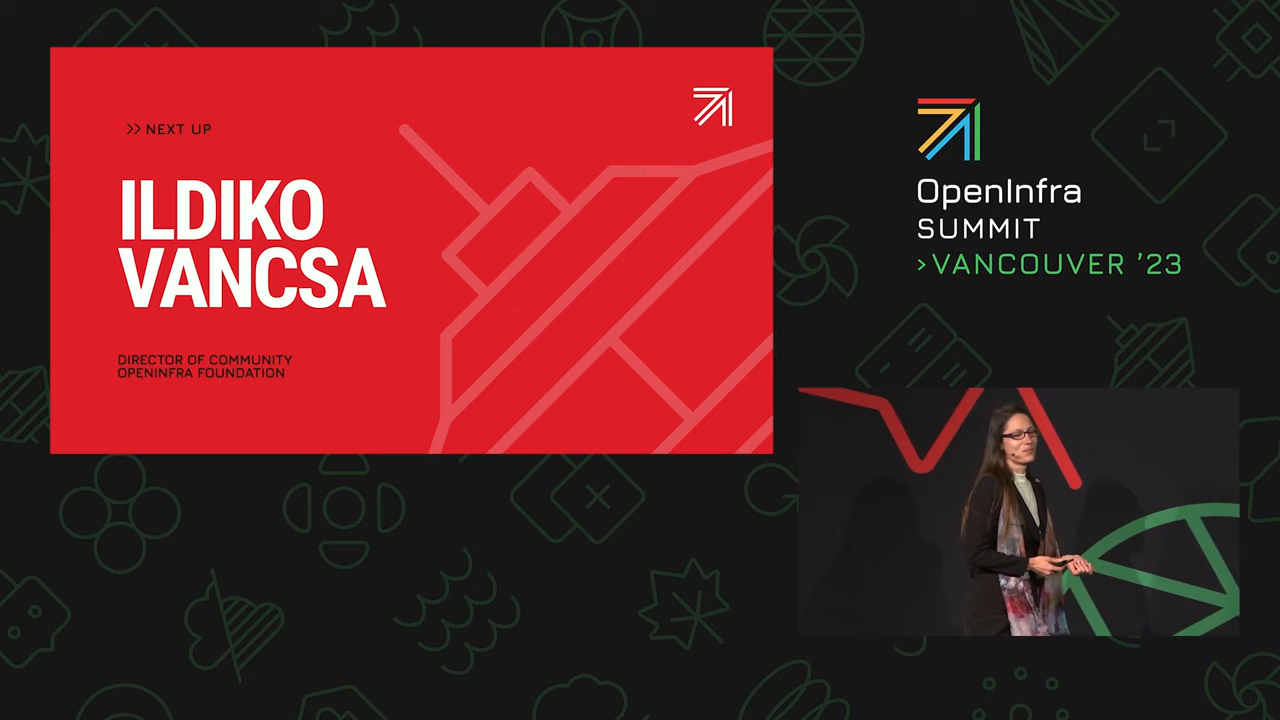 >> NEXT UP
ILDIKO
VANCSA
DIRECTOR OF COMMUNITY
OPENINFRA FOUNDATION
OpenInfra
SUMMIT
>VANCOUVER ’23